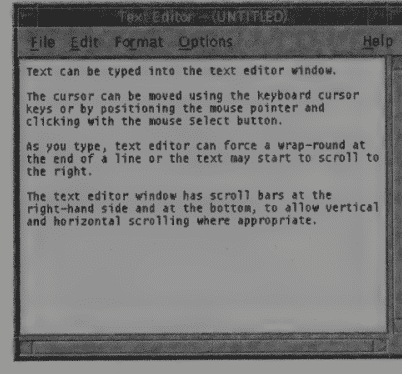 Text Editor - (UNTITLED)
File Edit Format Options Help
Text can be typed into the text editor window.
The cursor can be moved using the keyboard cursor
keys or by positioning the mouse pointer and
clicking with the mouse Select button.
As you type, text editor can force a wrap-round at
the end of a line or the text may start to scroll to
the right.
The text editor window has scroll bars at the
right-hand side and at the bottom, to allow vertical
and horizontal scrolling where appropriate.